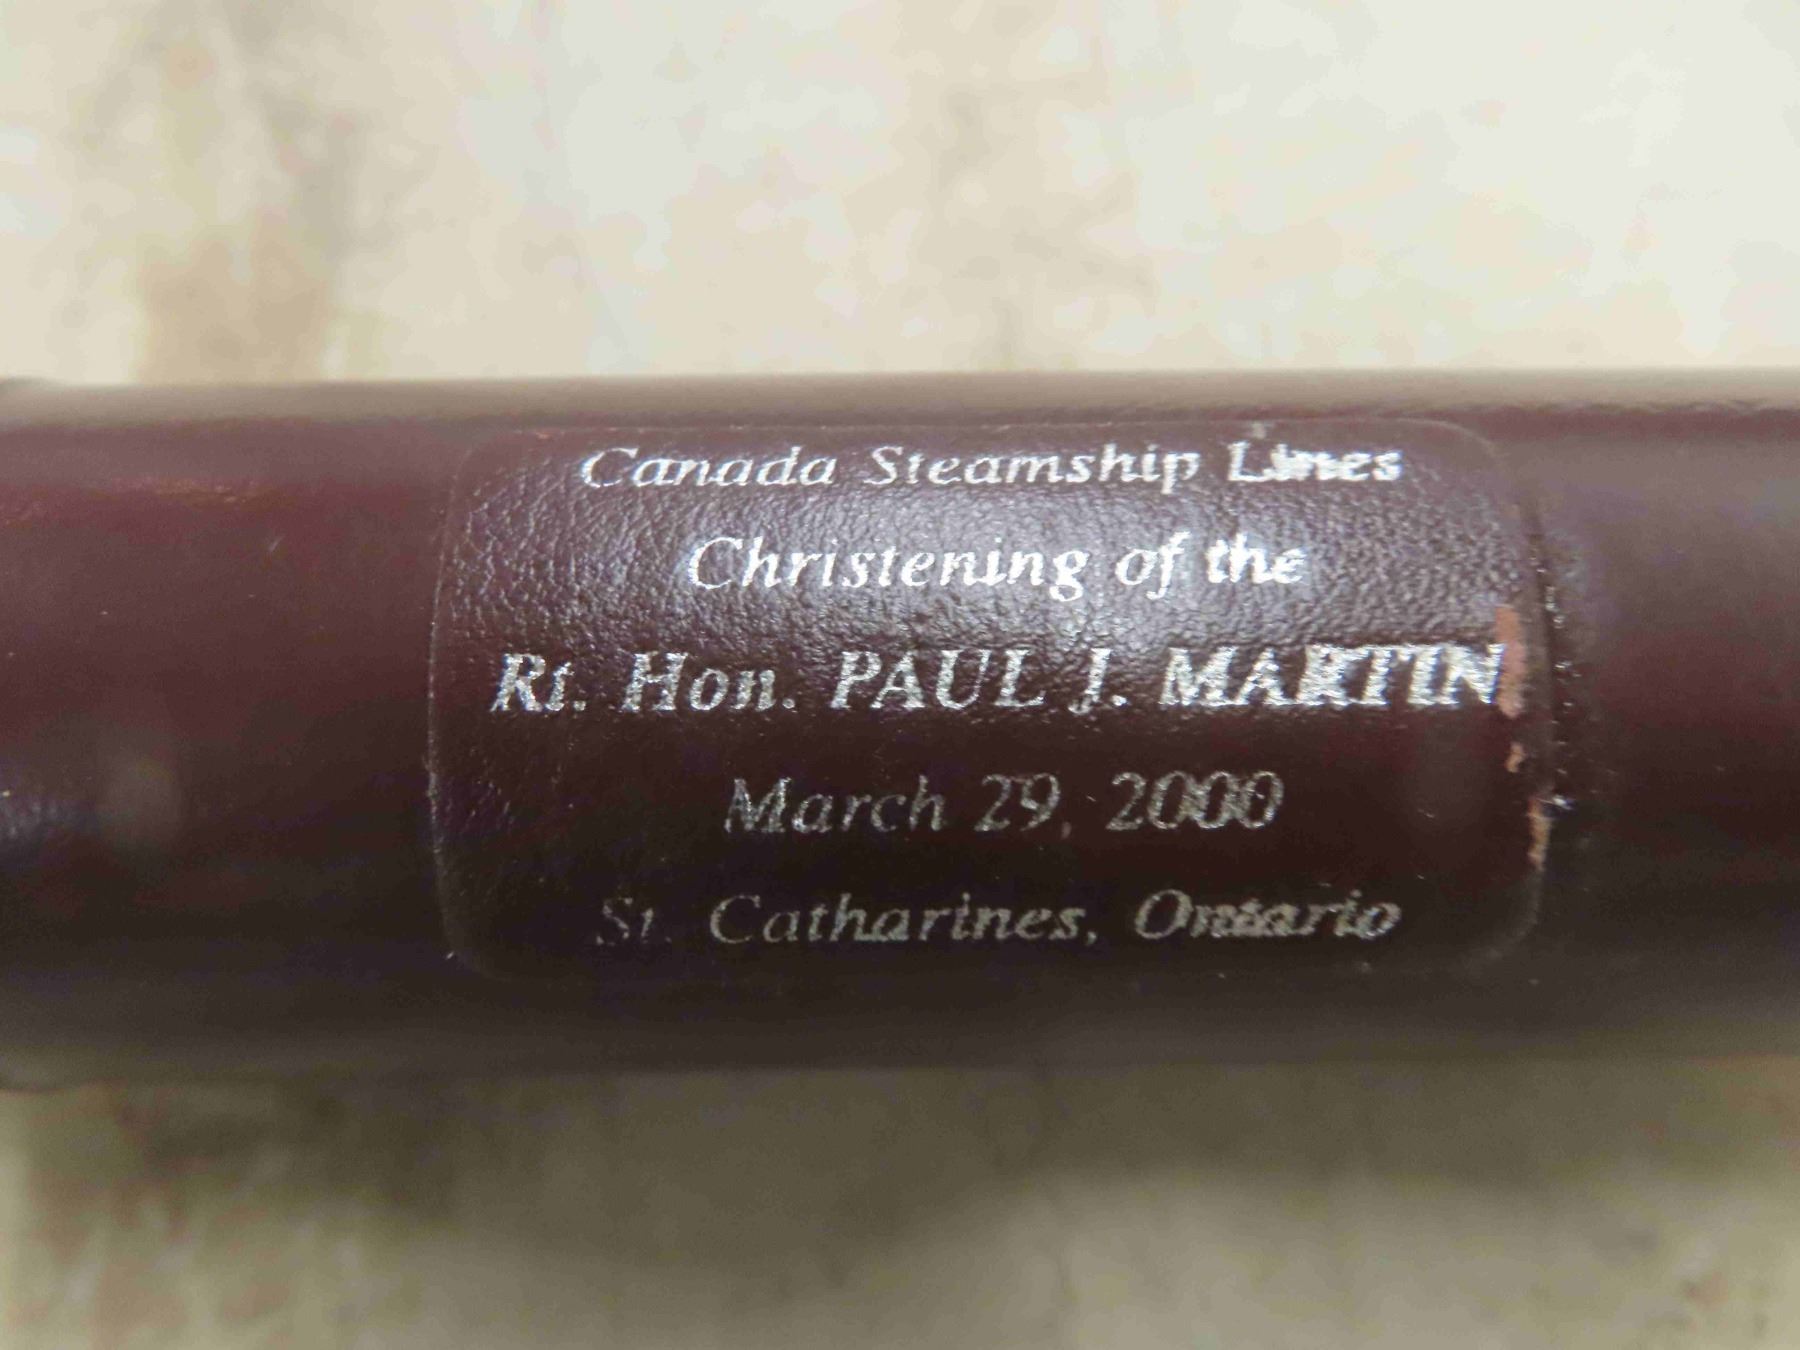 Canada Steamship Lines
Christening of the
Rt. Hon. PAUL J. MARTIN
March 29, 2000
St. Catharines, Ontario